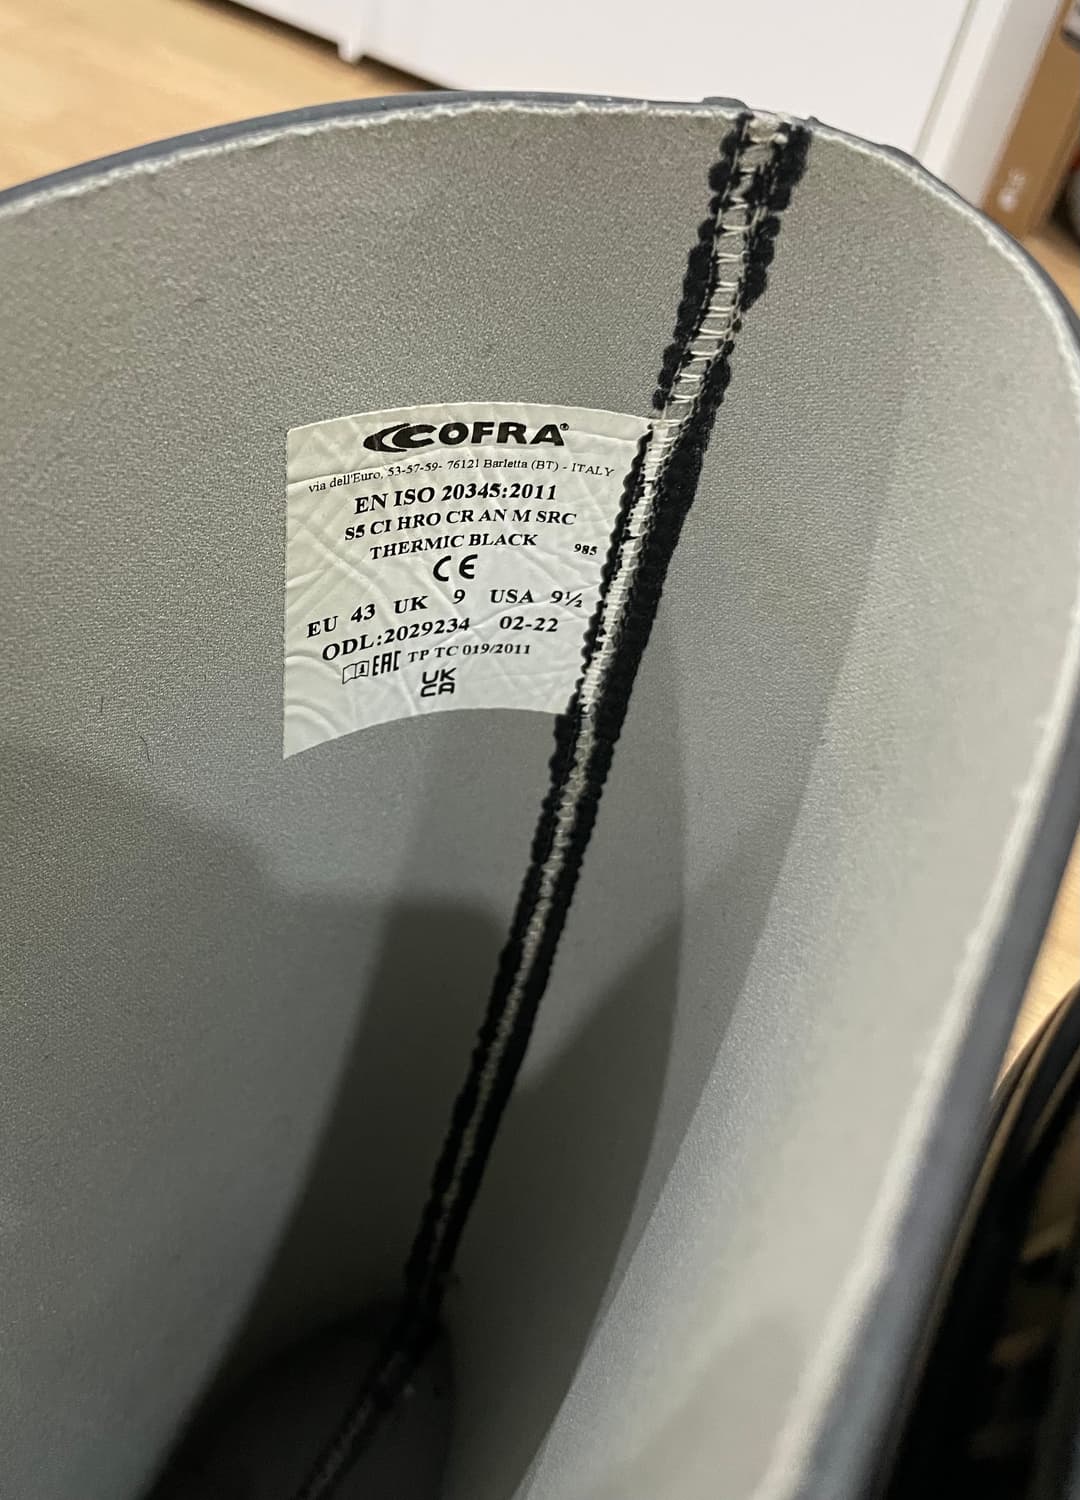 COFRA®
via dell'Euro, 53-57-59- 76121 Barletta (BT) - ITALY
EN ISO 20345:2011
S5 CI HRO CR AN M SRC
THERMIC BLACK 985
CE
EU 43 UK 9 USA 9½
ODL:2029234 02-22
EAC TP TC 019/2011
UK
CA